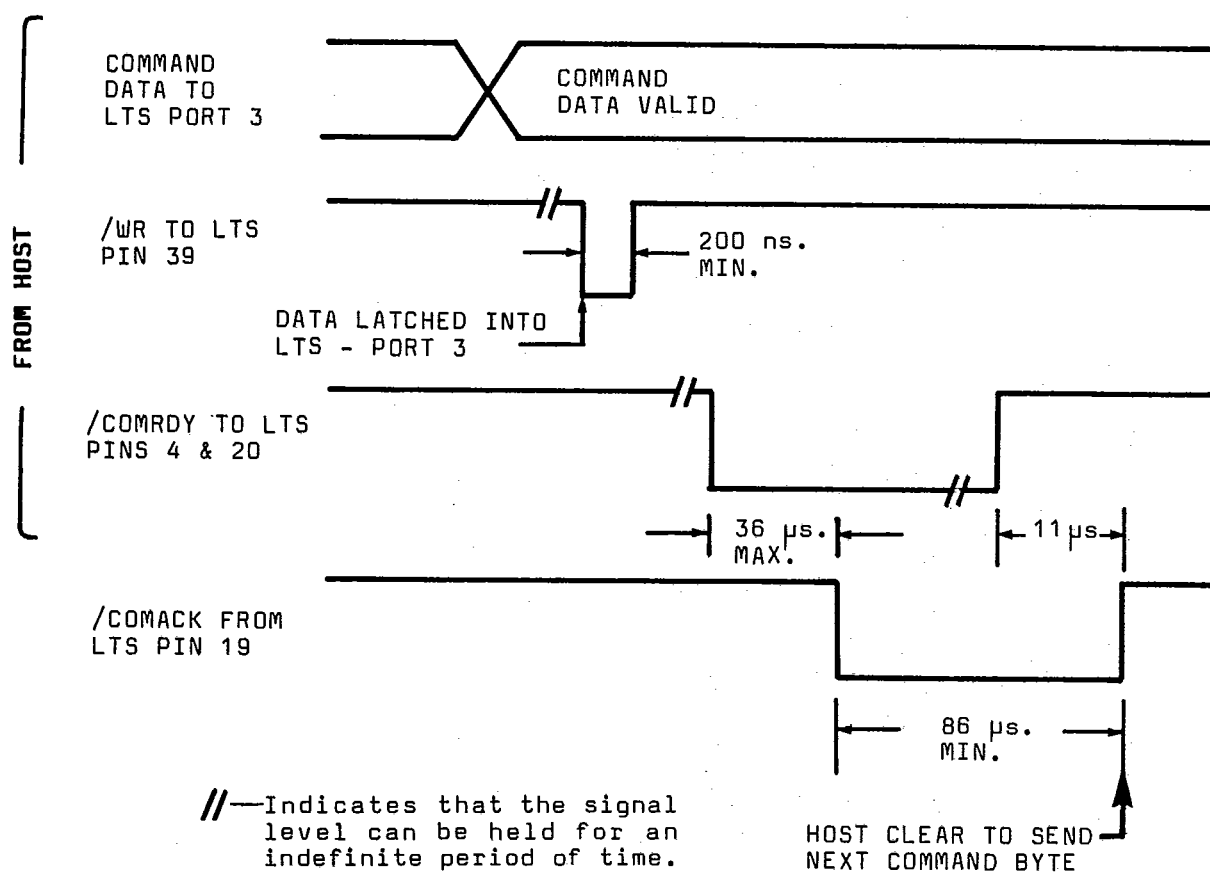 FROM HOST
COMMAND
DATA TO
LTS PORT 3
COMMAND
DATA VALID
/WR TO LTS
PIN 39
200 ns.
MIN.
DATA LATCHED INTO
LTS - PORT 3
/COMRDY TO LTS
PINS 4 & 20
36 µs.
MAX.
11 µs
/COMACK FROM
LTS PIN 19
86 µs.
MIN.
// — Indicates that the signal
level can be held for an
indefinite period of time.
HOST CLEAR TO SEND
NEXT COMMAND BYTE